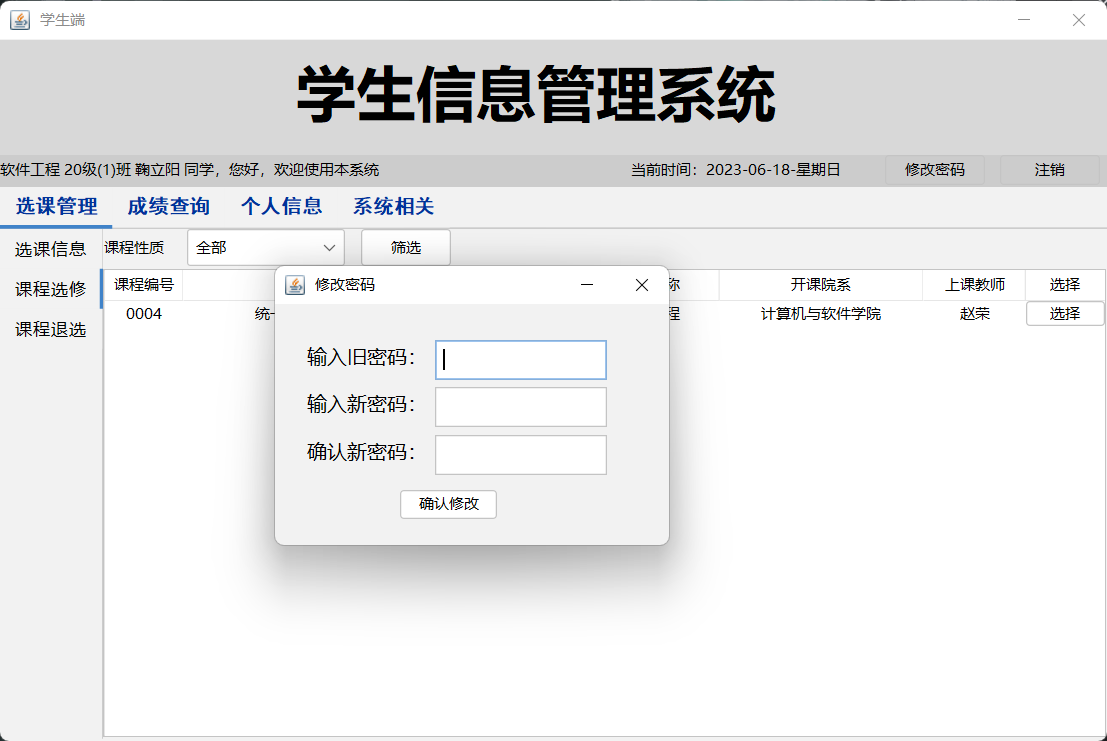 学生端
学生信息管理系统
软件工程 20级(1)班 鞠立阳 同学，您好，欢迎使用本系统
当前时间：2023-06-18-星期日
修改密码
注销
选课管理 成绩查询 个人信息 系统相关
选课信息
课程选修
课程退选
课程性质 全部 筛选
课程编号 称 开课院系 上课教师 选择
0004 统一 程 计算机与软件学院 赵荣 选择
修改密码
输入旧密码：
输入新密码：
确认新密码：
确认修改